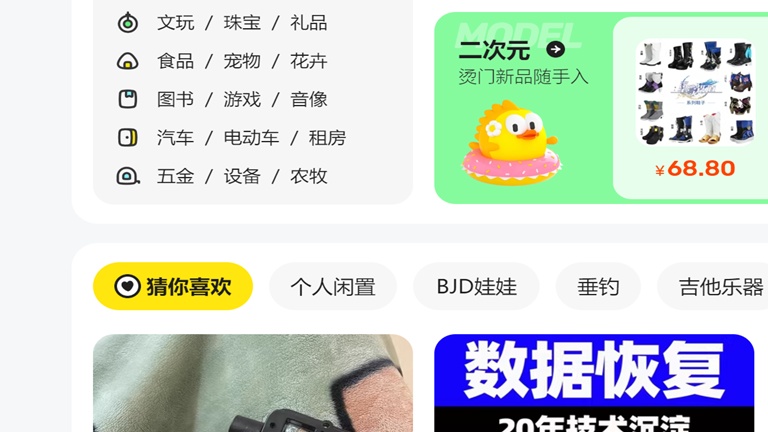 文玩 / 珠宝 / 礼品
食品 / 宠物 / 花卉
图书 / 游戏 / 音像
汽车 / 电动车 / 租房
五金 / 设备 / 农牧
MODEL
二次元
烫门新品随手入
¥68.80
猜你喜欢
个人闲置
BJD娃娃
垂钓
吉他乐器
数据恢复
20年技术沉淀